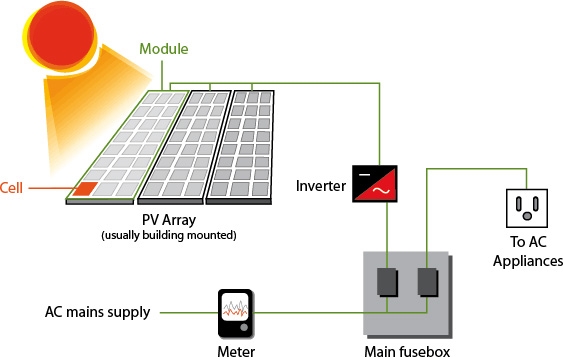 Module
Cell
PV Array
(usually building mounted)
Inverter
To AC
Appliances
AC mains supply
Meter
Main fusebox